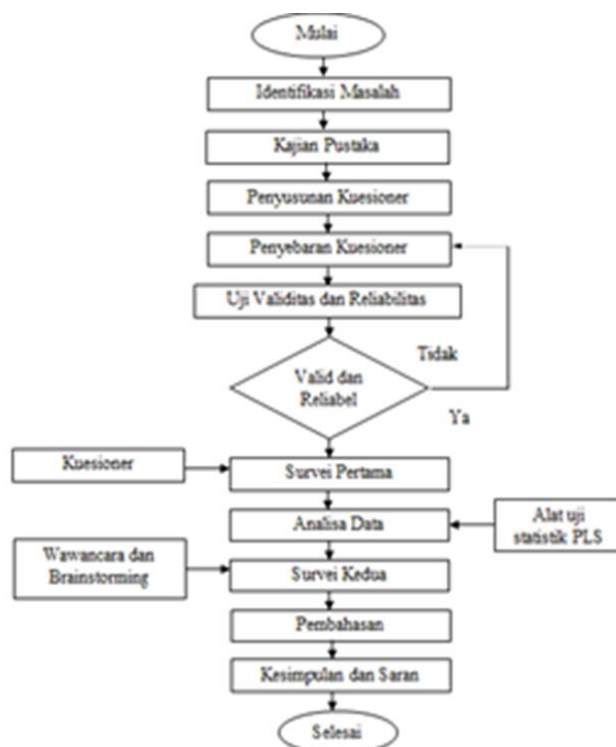 Mulai
Identifikasi Masalah
Kajian Pustaka
Penyusunan Kuesioner
Penyebaran Kuesioner
Uji Validitas dan Reliabilitas
Tidak
Valid dan
Reliabel
Ya
Kuesioner
Survei Pertama
Analisa Data
Alat uji
statistik PLS
Wawancara dan
Brainstorming
Survei Kedua
Pembahasan
Kesimpulan dan Saran
Selesai